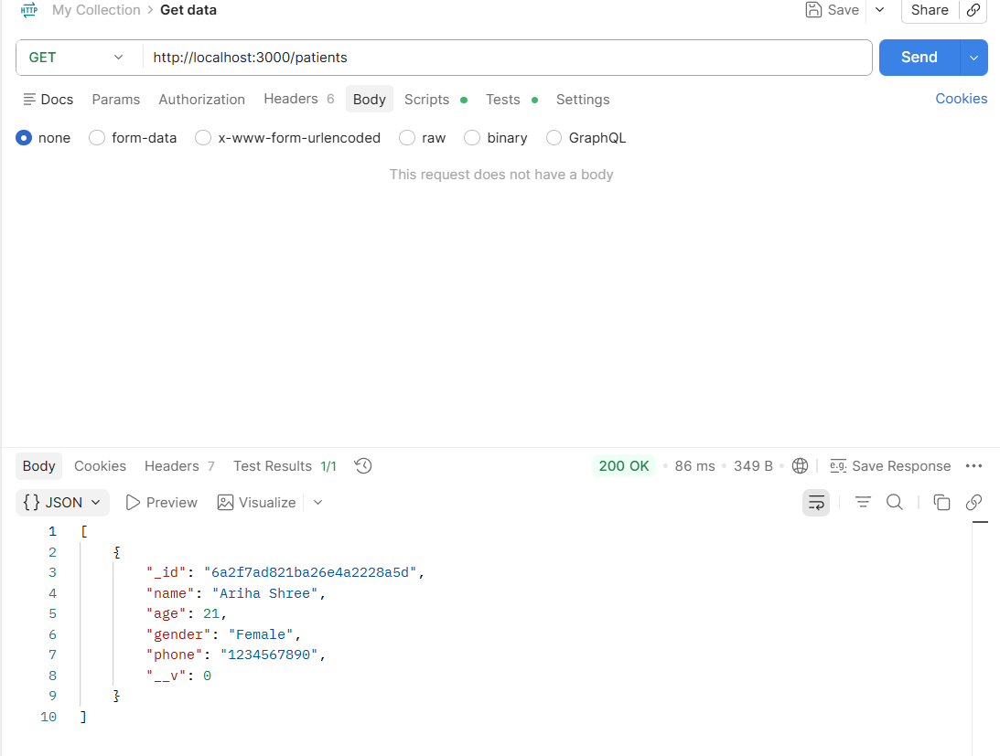 HTTP My Collection > Get data Save Share
GET http://localhost:3000/patients Send
Docs Params Authorization Headers 6 Body Scripts Tests Settings Cookies
none form-data x-www-form-urlencoded raw binary GraphQL
This request does not have a body
Body Cookies Headers 7 Test Results 1/1 200 OK 86 ms 349 B e.g. Save Response
{} JSON Preview Visualize
1 [
2 {
3 "_id": "6a2f7ad821ba26e4a2228a5d",
4 "name": "Ariha Shree",
5 "age": 21,
6 "gender": "Female",
7 "phone": "1234567890",
8 "__v": 0
9 }
10 ]